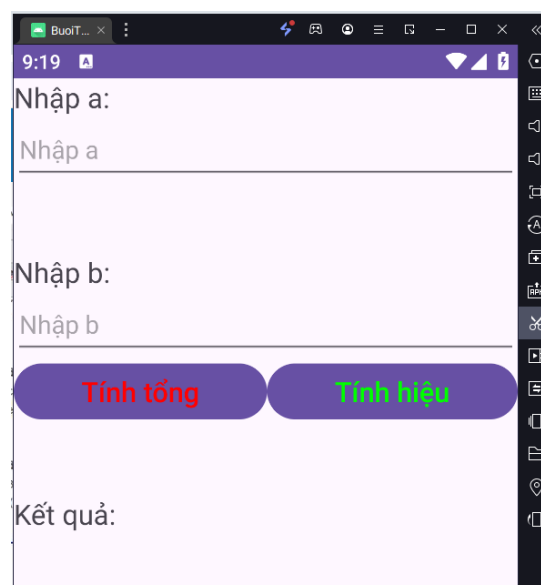 BuoiT...
9:19 A
Nhập a:
Nhập a
Nhập b:
Nhập b
Tính tổng Tính hiệu
Kết quả: